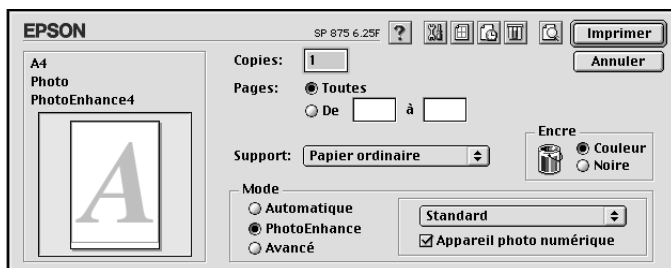 EPSON
SP 875 6.25F
?
Imprimer
Annuler
A4
Photo
PhotoEnhance4
A
Copies: 1
Pages: Toutes
De à
Support: Papier ordinaire
Encre
Couleur
Noire
Mode
Automatique
PhotoEnhance
Avancé
Standard
Appareil photo numérique